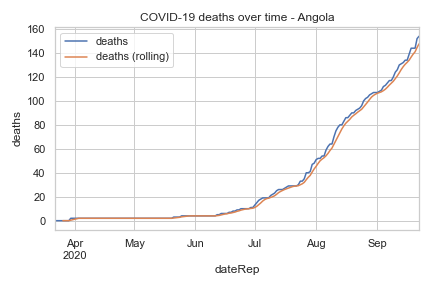 COVID-19 deaths over time - Angola
deaths
deaths (rolling)
160
140
120
100
80
60
40
20
0
deaths
Apr May Jun Jul Aug Sep
2020
dateRep